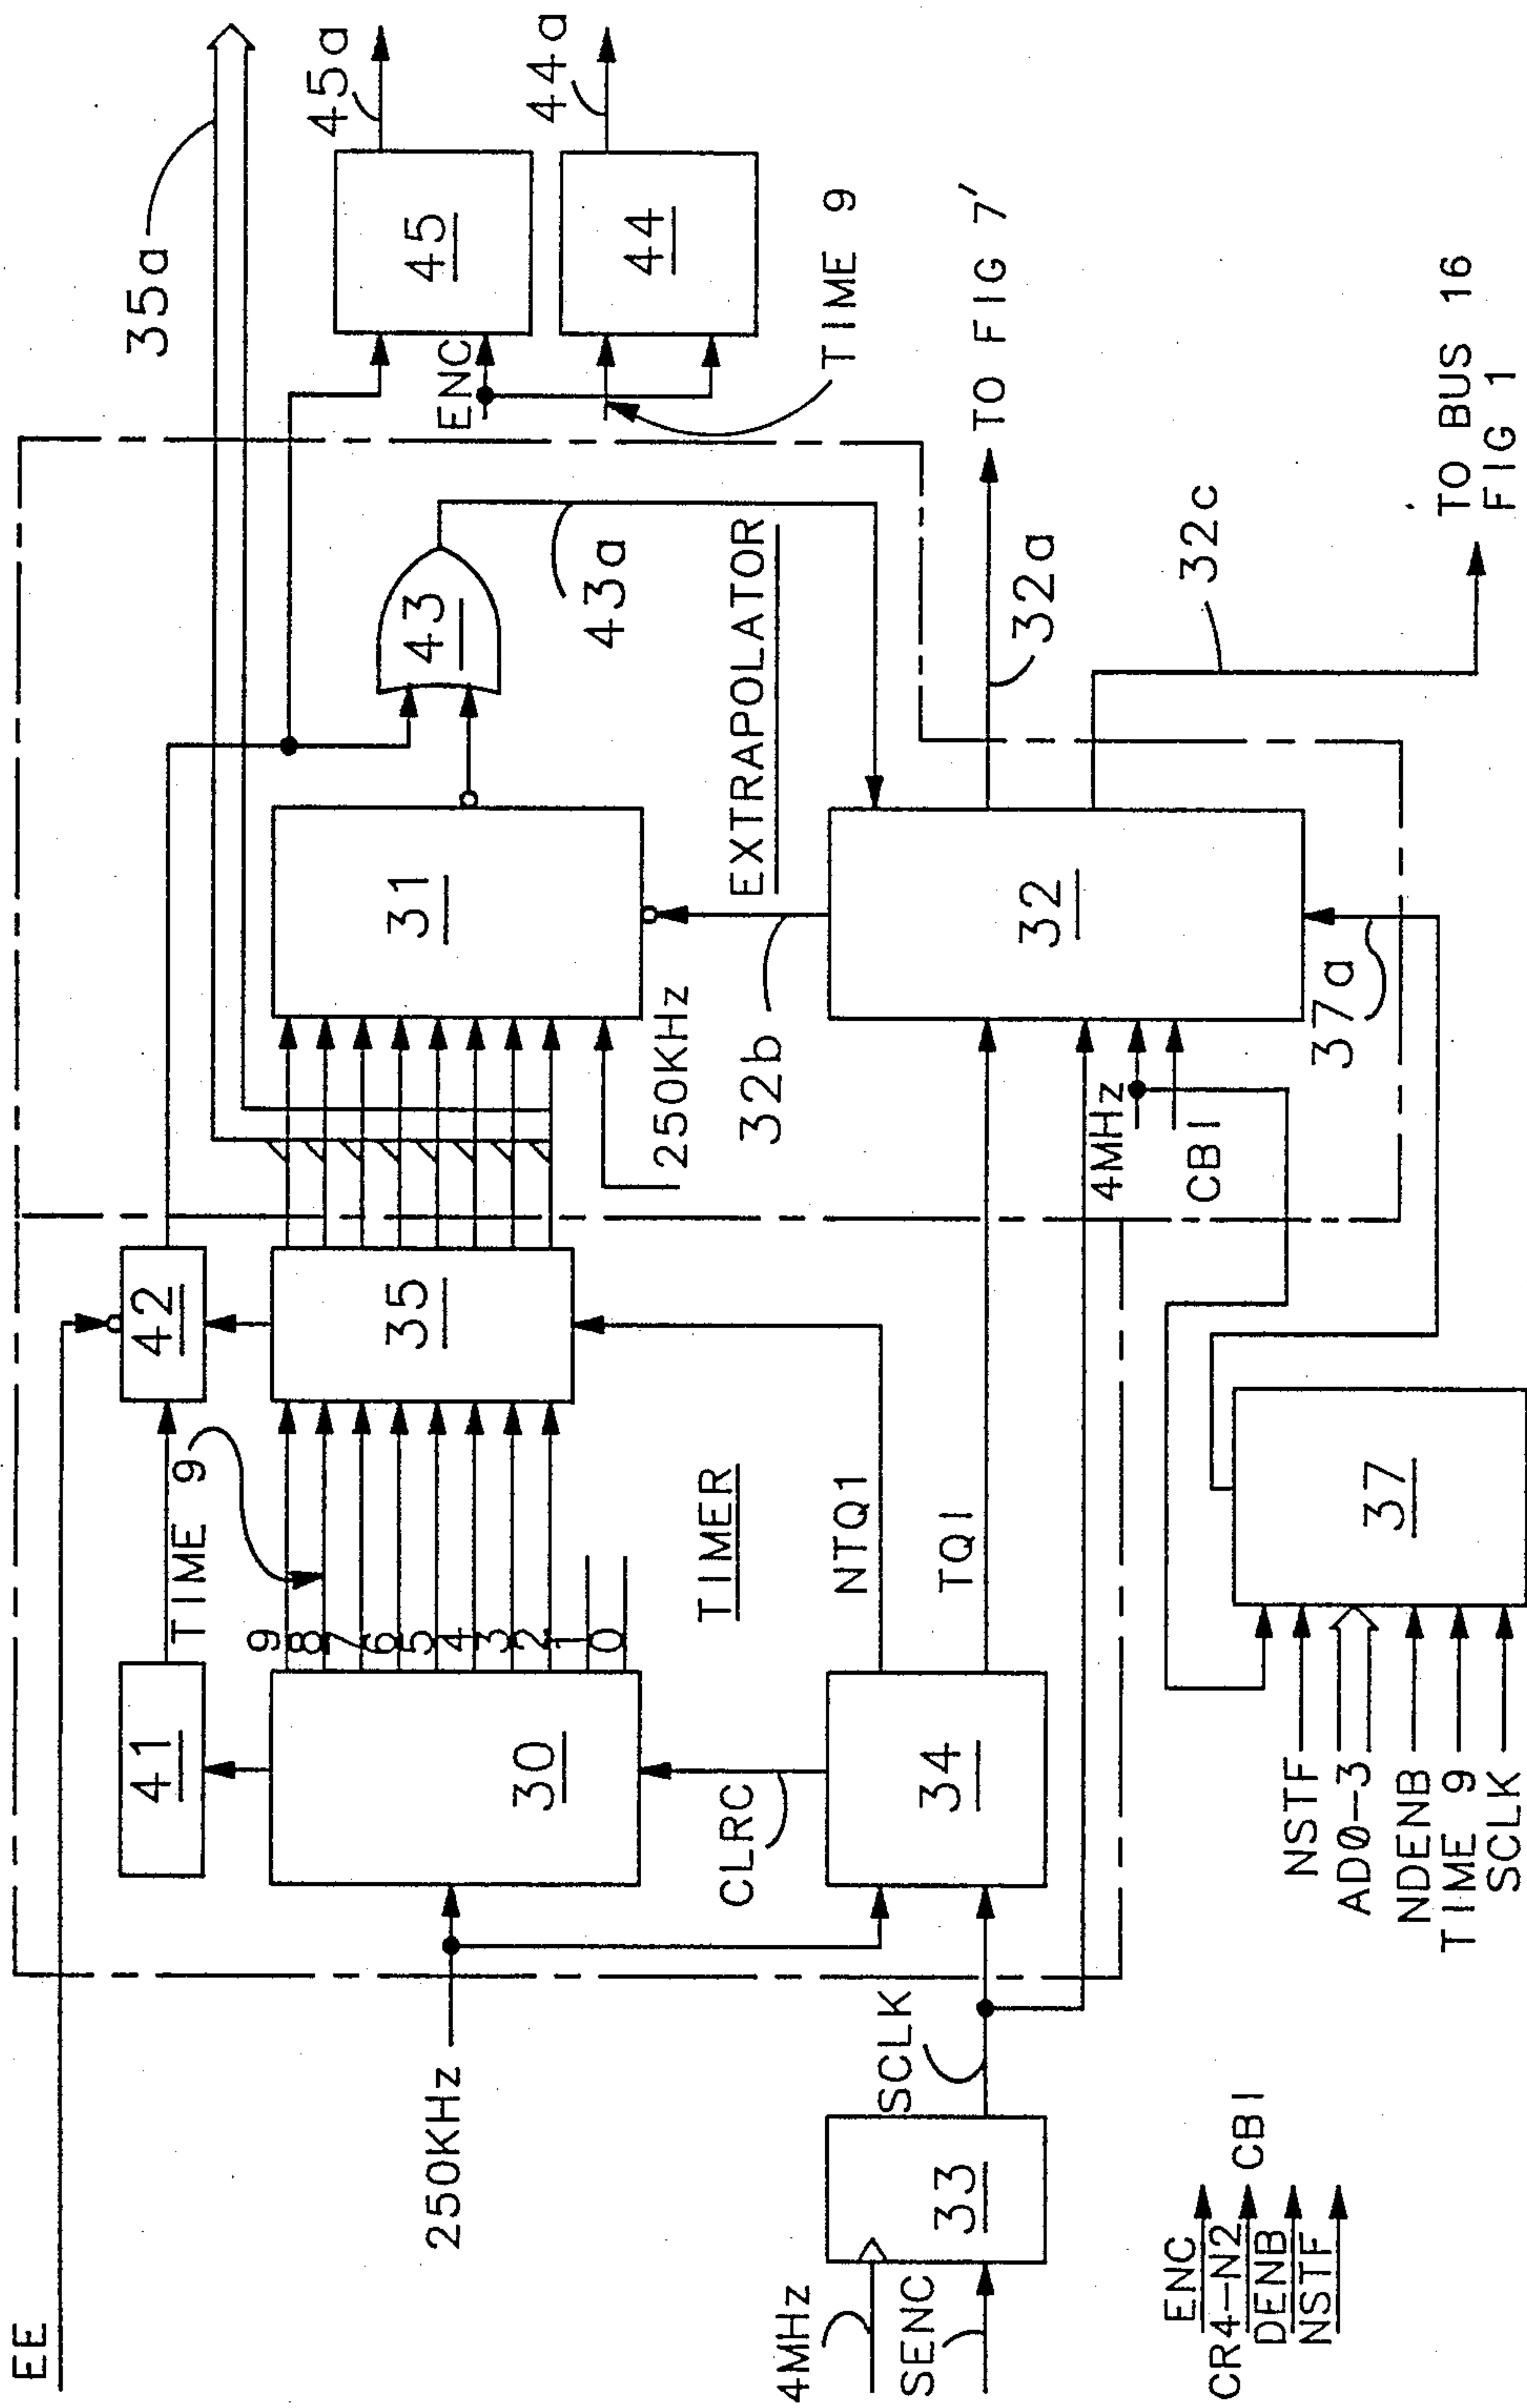 EE
35a
45a
44a
45
44
ENC
TIME 9
TO FIG 7'
TO BUS 16
FIG 1
43
43a
EXTRAPOLATOR
32a
32c
31
32
32b
37a
250KHz
4MHz
CBI
42
35
TIME 9
41
9
8
7
6
5
4
3
2
1
0
TIMER
NTQ1
TQ1
30
34
CLRC
37
NSTF
AD0-3
NDENB
TIME 9
SCLK
250KHz
SCLK
33
4MHz
SENC
ENC
CR4-N2
CBI
DENB
NSTF